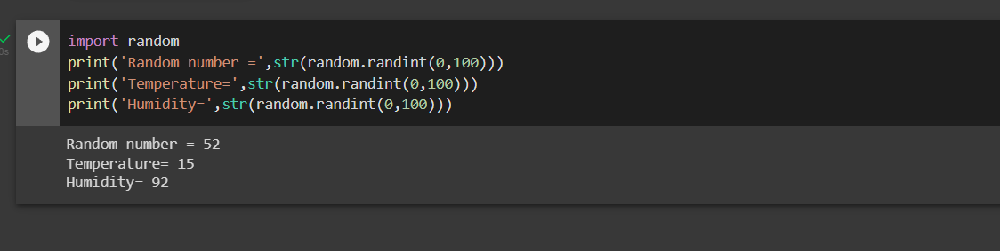 0s
import random
print('Random number =',str(random.randint(0,100)))
print('Temperature=',str(random.randint(0,100)))
print('Humidity=',str(random.randint(0,100)))
Random number = 52
Temperature= 15
Humidity= 92